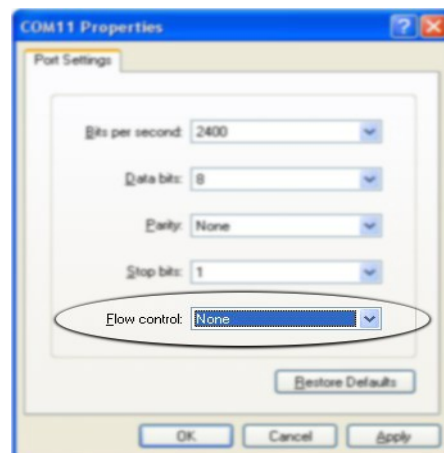 COM11 Properties
Port Settings
Bits per second: 2400
Data bits: 8
Parity: None
Stop bits: 1
Flow control: None
Restore Defaults
OK Cancel Apply